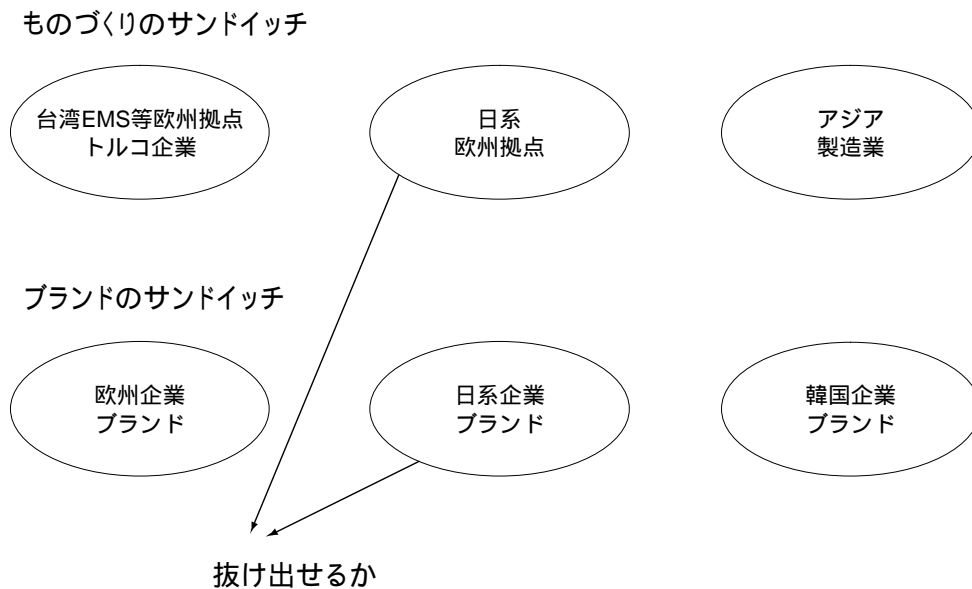 ものづくりのサンドイッチ
台湾EMS等欧州拠点
トルコ企業
日系
欧州拠点
アジア
製造業
ブランドのサンドイッチ
欧州企業
ブランド
日系企業
ブランド
韓国企業
ブランド
抜け出せるか